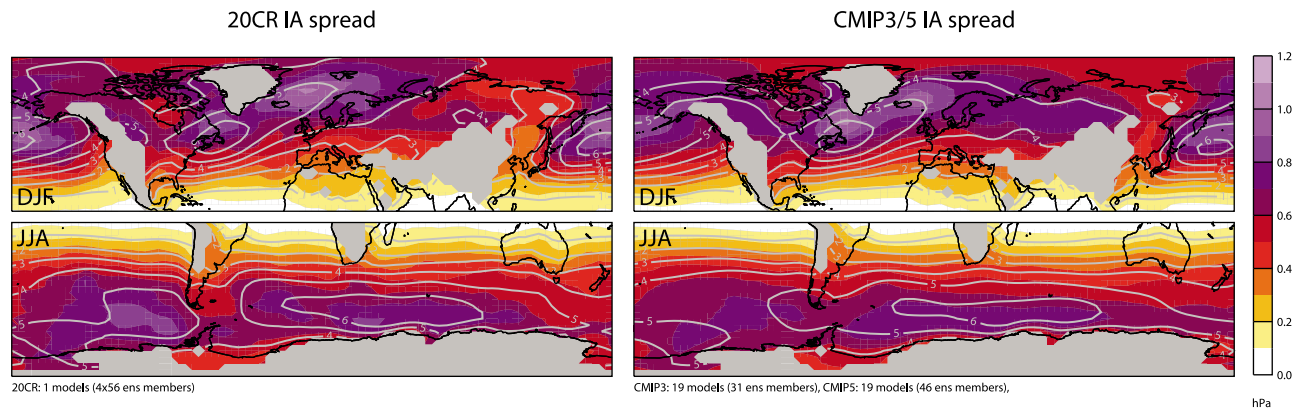 20CR IA spread
CMIP3/5 IA spread
DJF
DJF
JJA
JJA
1.2
1.0
0.8
0.6
0.4
0.2
0.0
hPa
20CR: 1 models (4x56 ens members)
CMIP3: 19 models (31 ens members), CMIP5: 19 models (46 ens members),